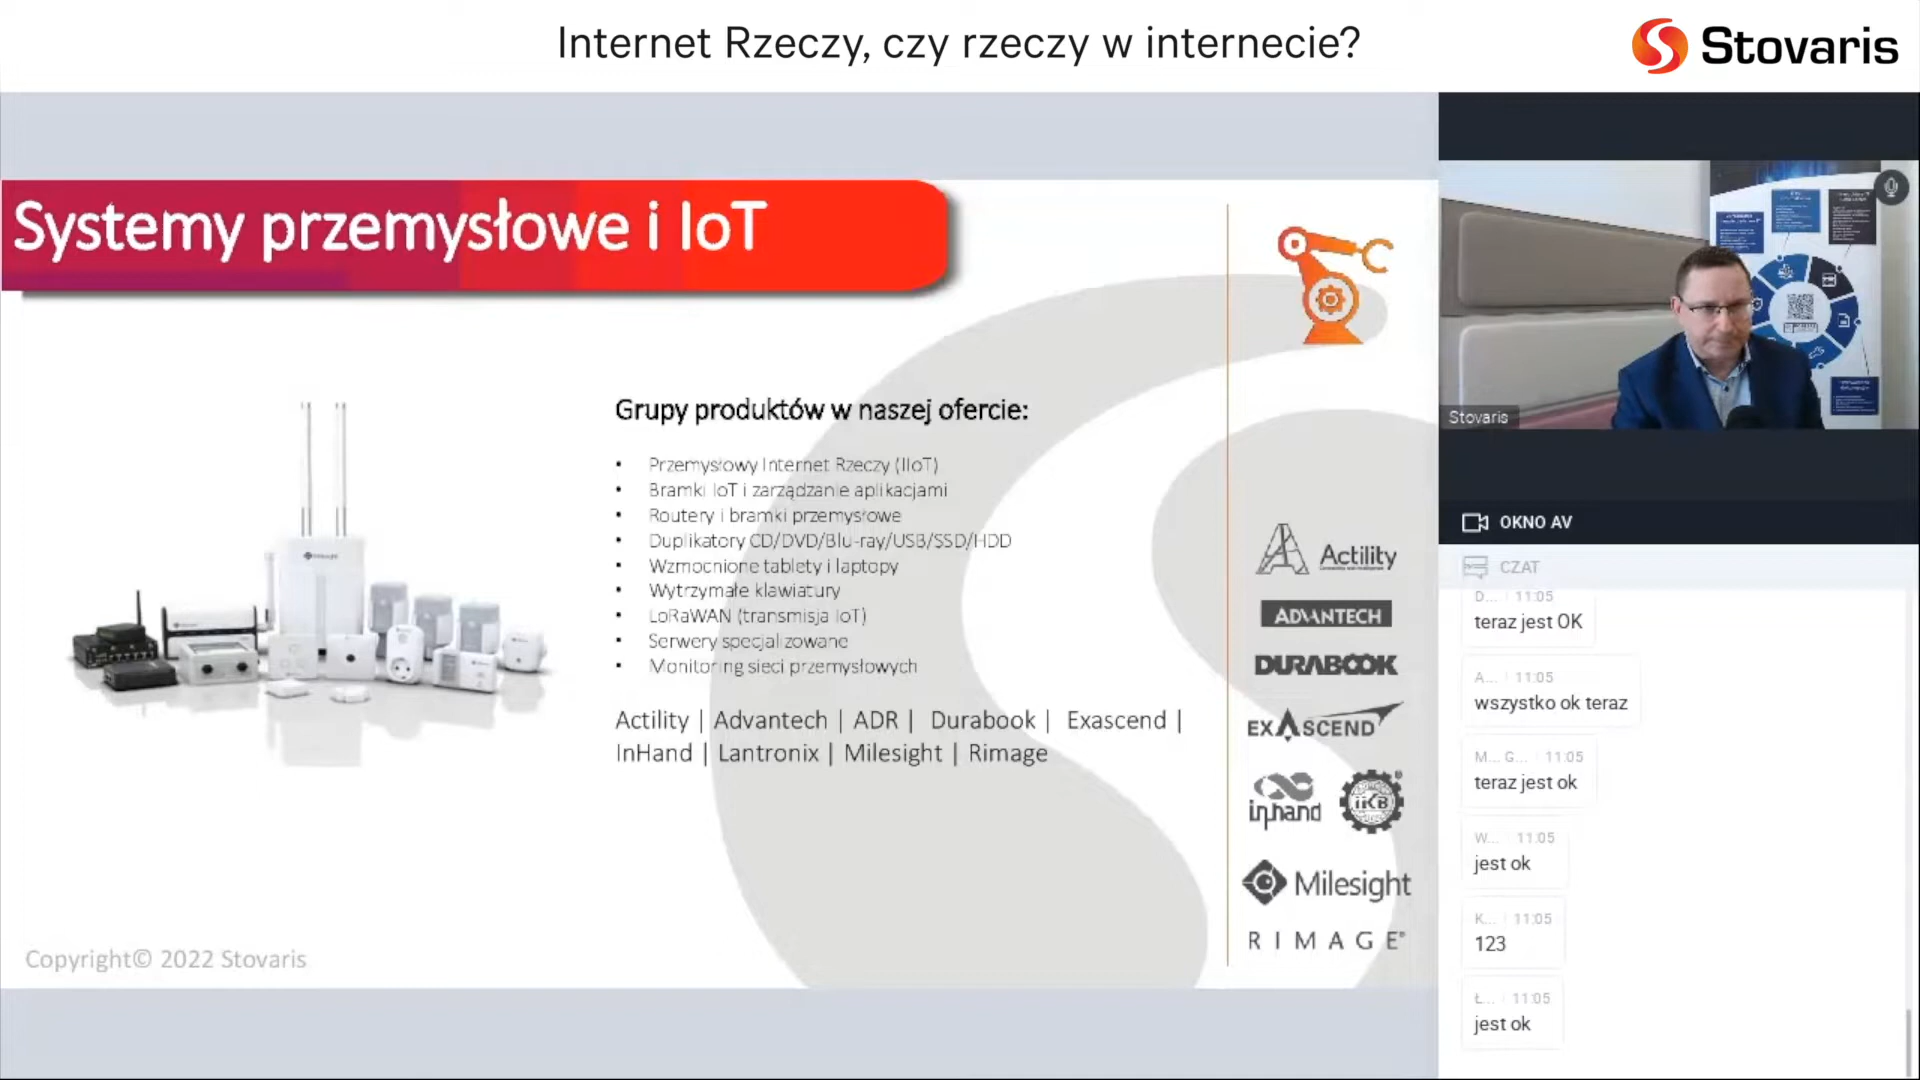 Internet Rzeczy, czy rzeczy w internecie?
Stovaris
Systemy przemysłowe i IoT
Grupy produktów w naszej ofercie:
• Przemysłowy Internet Rzeczy (IIoT)
• Bramki IoT i zarządzanie aplikacjami
• Routery i bramki przemysłowe
• Duplikatory CD/DVD/Blu-ray/USB/SSD/HDD
• Wzmocnione tablety i laptopy
• Wytrzymałe klawiatury
• LoRaWAN (transmisja IoT)
• Serwery specjalizowane
• Monitoring sieci przemysłowych
Actility | Advantech | ADR | Durabook | Exascend |
InHand | Lantronix | Milesight | Rimage
Actility
ADVANTECH
DURABOOK
EXASCEND
inhand
iKB
®
Milesight
RIMAGE®
Copyright© 2022 Stovaris
Stovaris
OKNO AV
CZAT
D... 11:05
teraz jest OK
A... 11:05
wszystko ok teraz
M... G... 11:05
teraz jest ok
W... 11:05
jest ok
K... 11:05
123
Ł... 11:05
jest ok